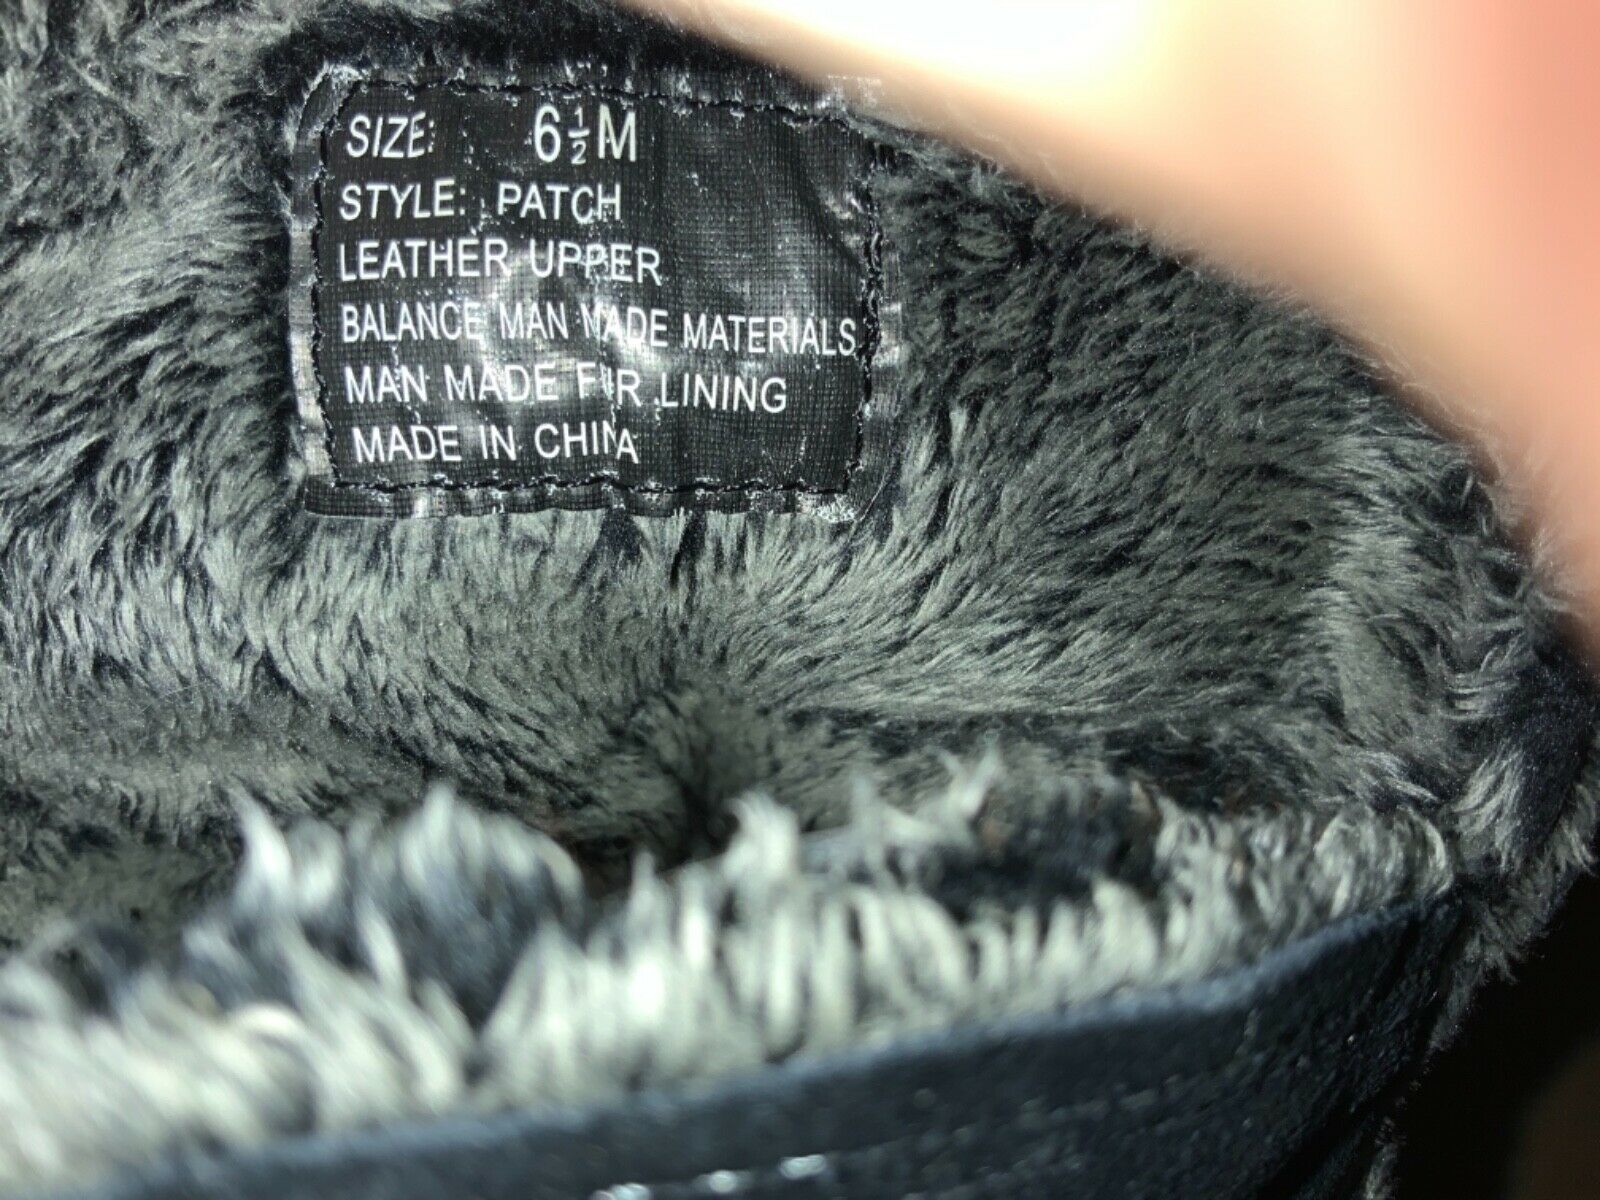 SIZE: 6½M
STYLE: PATCH
LEATHER UPPER
BALANCE MAN MADE MATERIALS
MAN MADE FUR LINING
MADE IN CHINA